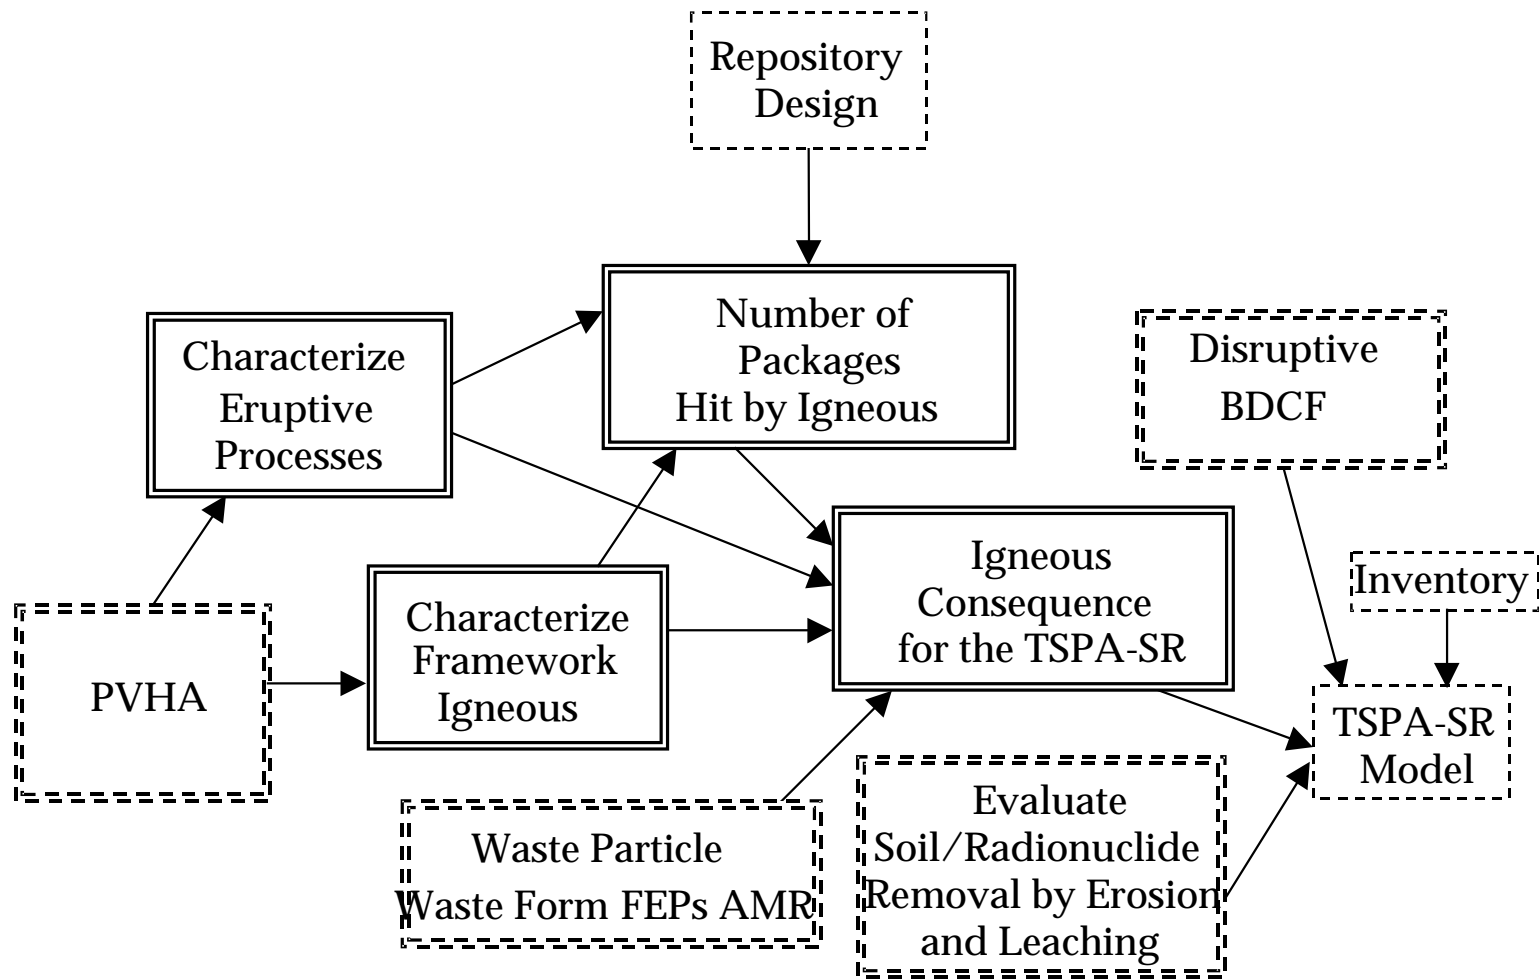 Repository
Design
Number of
Packages
Hit by Igneous
Characterize
Eruptive
Processes
Disruptive
BDCF
Igneous
Consequence
for the TSPA-SR
Inventory
Characterize
Framework
Igneous
PVHA
TSPA-SR
Model
Waste Particle
Waste Form FEPs AMR
Evaluate
Soil/Radionuclide
Removal by Erosion
and Leaching